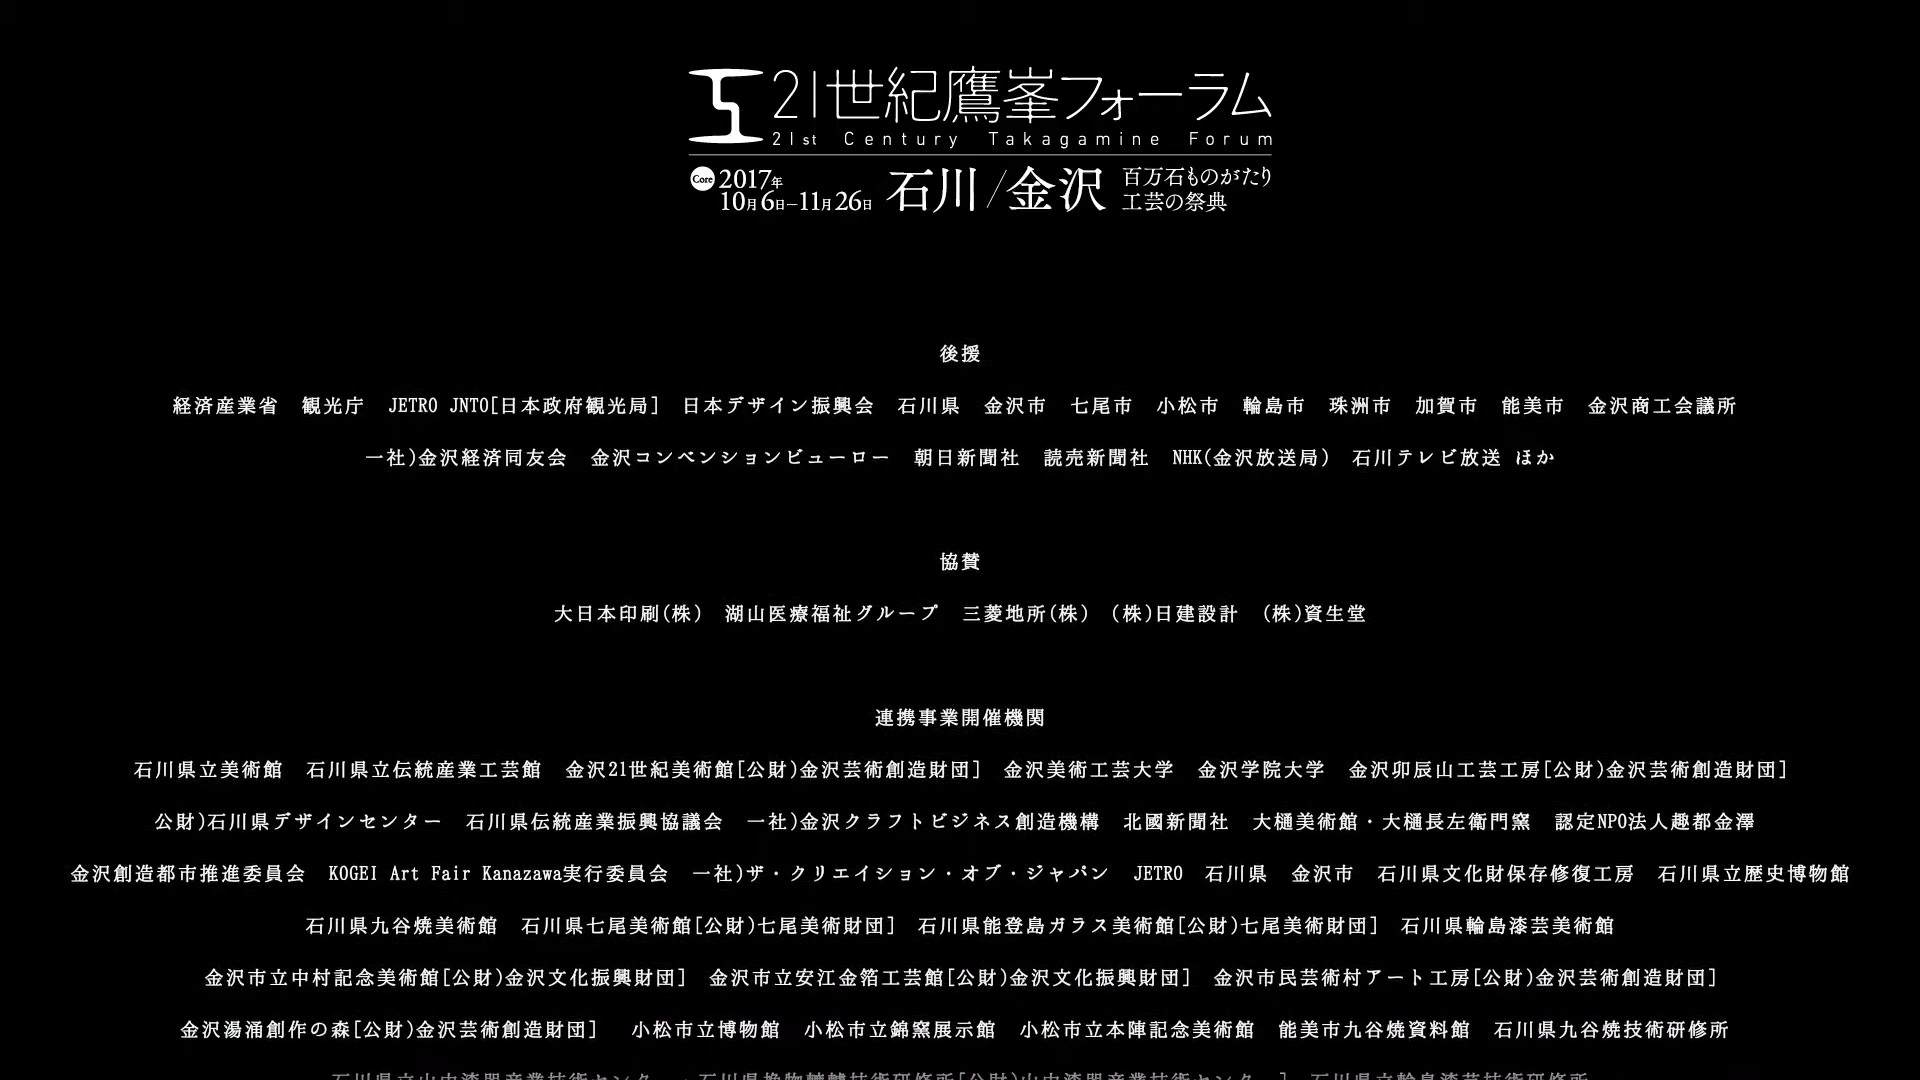 21世紀鷹峯フォーラム
21st Century Takagamine Forum
Core 2017年 10月6日–11月26日 石川/金沢 百万石ものがたり 工芸の祭典
後援
経済産業省　観光庁　JETRO JNTO[日本政府観光局]　日本デザイン振興会　石川県　金沢市　七尾市　小松市　輪島市　珠洲市　加賀市　能美市　金沢商工会議所
一社)金沢経済同友会　金沢コンベンションビューロー　朝日新聞社　読売新聞社　NHK(金沢放送局)　石川テレビ放送 ほか
協賛
大日本印刷(株)　湖山医療福祉グループ　三菱地所(株)　(株)日建設計　(株)資生堂
連携事業開催機関
石川県立美術館　石川県立伝統産業工芸館　金沢21世紀美術館[公財)金沢芸術創造財団]　金沢美術工芸大学　金沢学院大学　金沢卯辰山工芸工房[公財)金沢芸術創造財団]
公財)石川県デザインセンター　石川県伝統産業振興協議会　一社)金沢クラフトビジネス創造機構　北國新聞社　大樋美術館・大樋長左衛門窯　認定NPO法人趣都金澤
金沢創造都市推進委員会　KOGEI Art Fair Kanazawa実行委員会　一社)ザ・クリエイション・オブ・ジャパン　JETRO　石川県　金沢市　石川県文化財保存修復工房　石川県立歴史博物館
石川県九谷焼美術館　石川県七尾美術館[公財)七尾美術財団]　石川県能登島ガラス美術館[公財)七尾美術財団]　石川県輪島漆芸美術館
金沢市立中村記念美術館[公財)金沢文化振興財団]　金沢市立安江金箔工芸館[公財)金沢文化振興財団]　金沢市民芸術村アート工房[公財)金沢芸術創造財団]
金沢湯涌創作の森[公財)金沢芸術創造財団]　小松市立博物館　小松市立錦窯展示館　小松市立本陣記念美術館　能美市九谷焼資料館　石川県九谷焼技術研修所